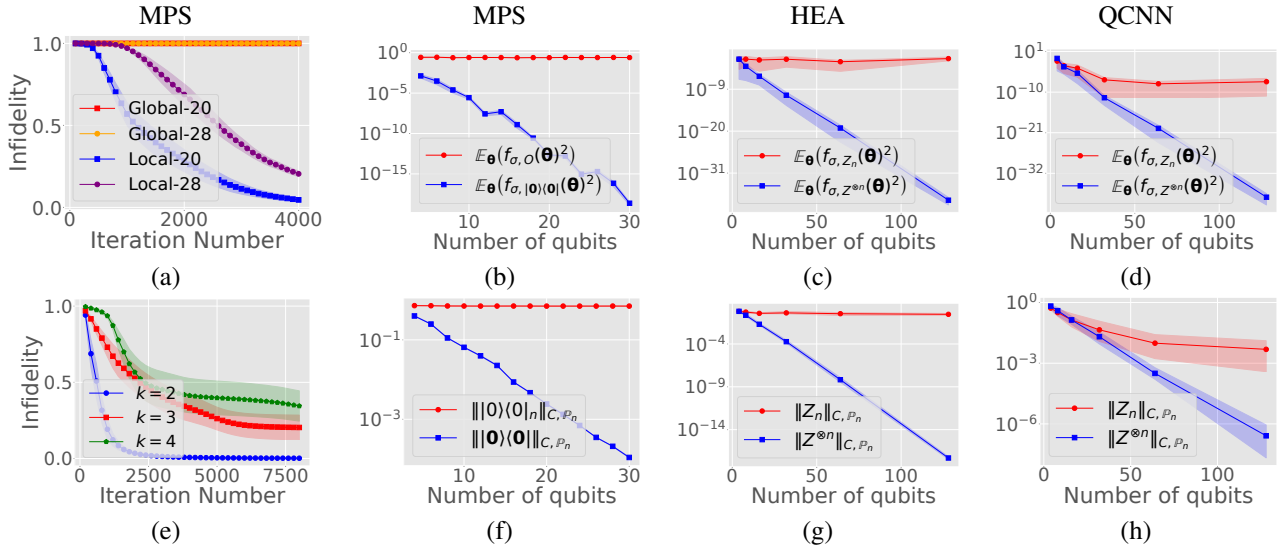 MPS MPS HEA QCNN
Infidelity
1.0
0.5
0.0
0 2000 4000
Iteration Number
Global-20
Global-28
Local-20
Local-28
(a)
10⁰
10⁻⁵
10⁻¹⁰
10⁻¹⁵
10 20 30
Number of qubits
𝔼_𝛉(f_{σ,O}(𝛉)²)
𝔼_𝛉(f_{σ,|𝟎⟩⟨𝟎|}(𝛉)²)
(b)
10⁻⁹
10⁻²⁰
10⁻³¹
0 50 100
Number of qubits
𝔼_𝛉(f_{σ,Z_n}(𝛉)²)
𝔼_𝛉(f_{σ,Z^{⊗n}}(𝛉)²)
(c)
10¹
10⁻¹⁰
10⁻²¹
10⁻³²
0 50 100
Number of qubits
𝔼_𝛉(f_{σ,Z_n}(𝛉)²)
𝔼_𝛉(f_{σ,Z^{⊗n}}(𝛉)²)
(d)
Infidelity
1.0
0.5
0.0
2500 5000 7500
Iteration Number
k = 2
k = 3
k = 4
(e)
10⁻¹
10⁻³
10 20 30
Number of qubits
‖|0⟩⟨0|_n‖_{C,ℙ_n}
‖|𝟎⟩⟨𝟎|‖_{C,ℙ_n}
(f)
10⁻⁴
10⁻⁹
10⁻¹⁴
0 50 100
Number of qubits
‖Z_n‖_{C,ℙ_n}
‖Z^{⊗n}‖_{C,ℙ_n}
(g)
10⁰
10⁻³
10⁻⁶
0 50 100
Number of qubits
‖Z_n‖_{C,ℙ_n}
‖Z^{⊗n}‖_{C,ℙ_n}
(h)